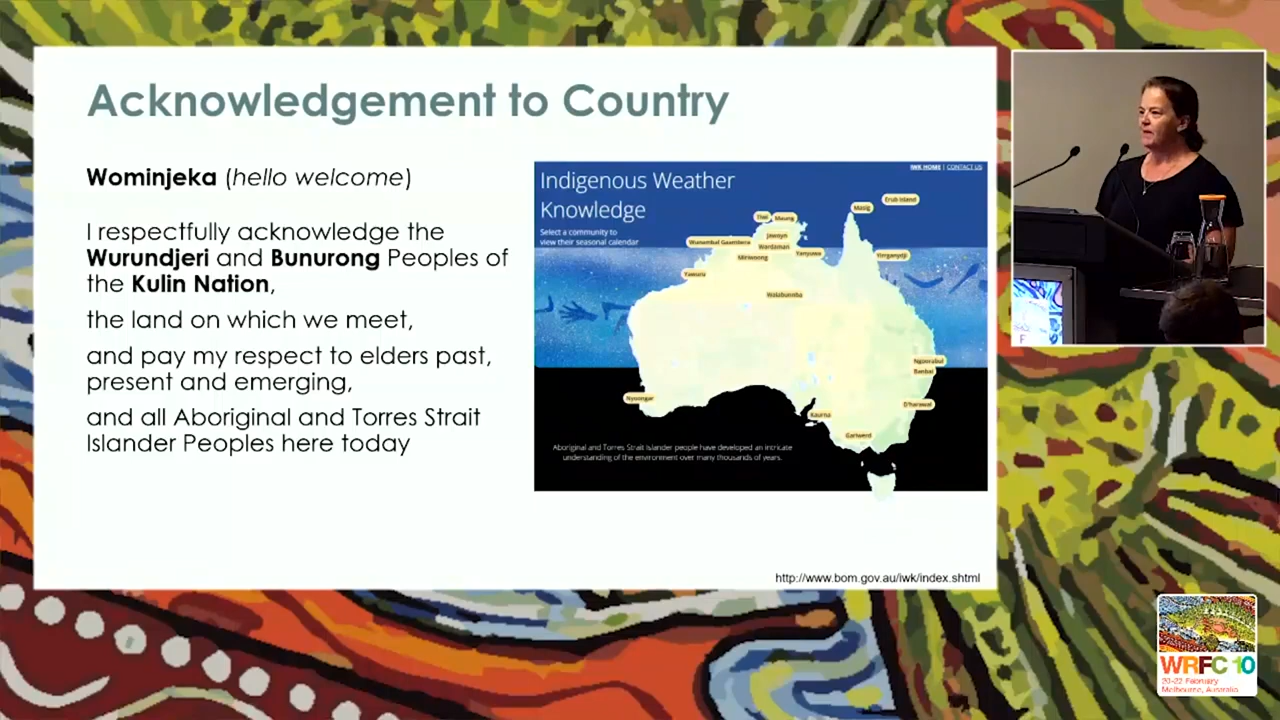 Acknowledgement to Country
Wominjeka (hello welcome)
I respectfully acknowledge the
Wurundjeri and Bunurong Peoples of
the Kulin Nation,
the land on which we meet,
and pay my respect to elders past,
present and emerging,
and all Aboriginal and Torres Strait
Islander Peoples here today
IWK HOME | CONTACT US
Indigenous Weather
Knowledge
Select a community to
view their seasonal calendar
Erub Island
Masig
Tiwi
Maung
Jawoyn
Wunambal Gaambera
Wardaman
Yanyuwa
Miriwoong
Yirrganydji
Yawuru
Walabunnba
Ngoorabul
Banbai
Nyoongar
D'harawal
Kaurna
Gariwerd
Aboriginal and Torres Strait Islander people have developed an intricate
understanding of the environment over many thousands of years.
http://www.bom.gov.au/iwk/index.shtml
F
WRFC 10
20-22 February
Melbourne, Australia